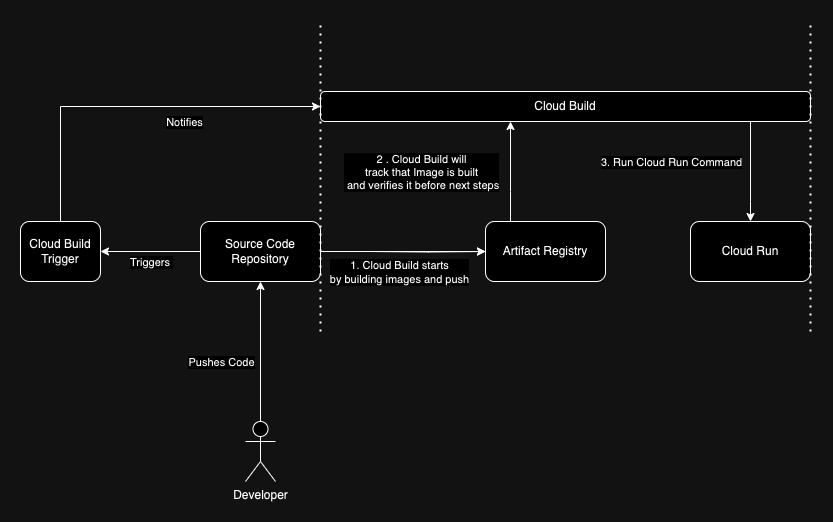 Cloud Build
Notifies
2 . Cloud Build will
track that Image is built
and verifies it before next steps
3. Run Cloud Run Command
Cloud Build
Trigger
Triggers
Source Code
Repository
1. Cloud Build starts
by building images and push
Artifact Registry
Cloud Run
Pushes Code
Developer